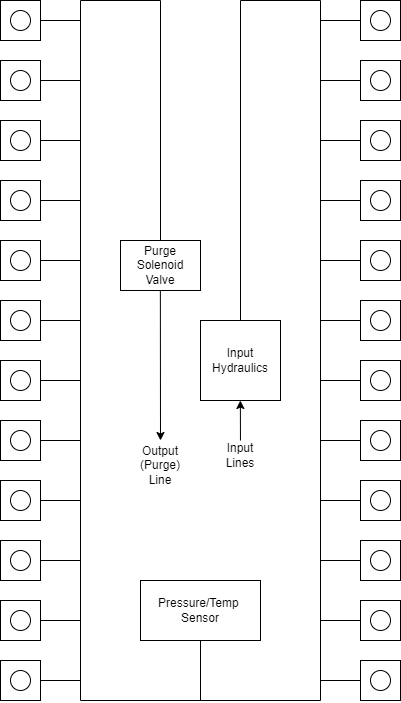 Purge
Solenoid
Valve
Input
Hydraulics
Output
(Purge)
Line
Input
Lines
Pressure/Temp
Sensor